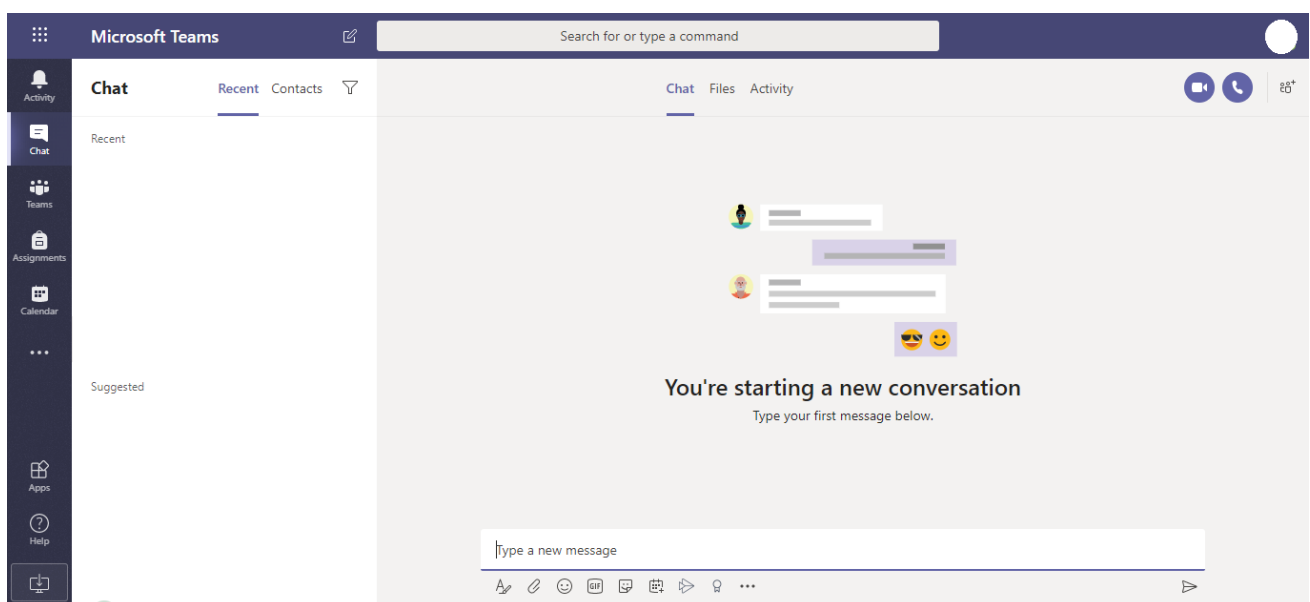 Microsoft Teams
Search for or type a command
Activity
Chat
Teams
Assignments
Calendar
Apps
Help
Chat
Recent Contacts
Recent
Suggested
Chat Files Activity
You're starting a new conversation
Type your first message below.
Type a new message
GIF